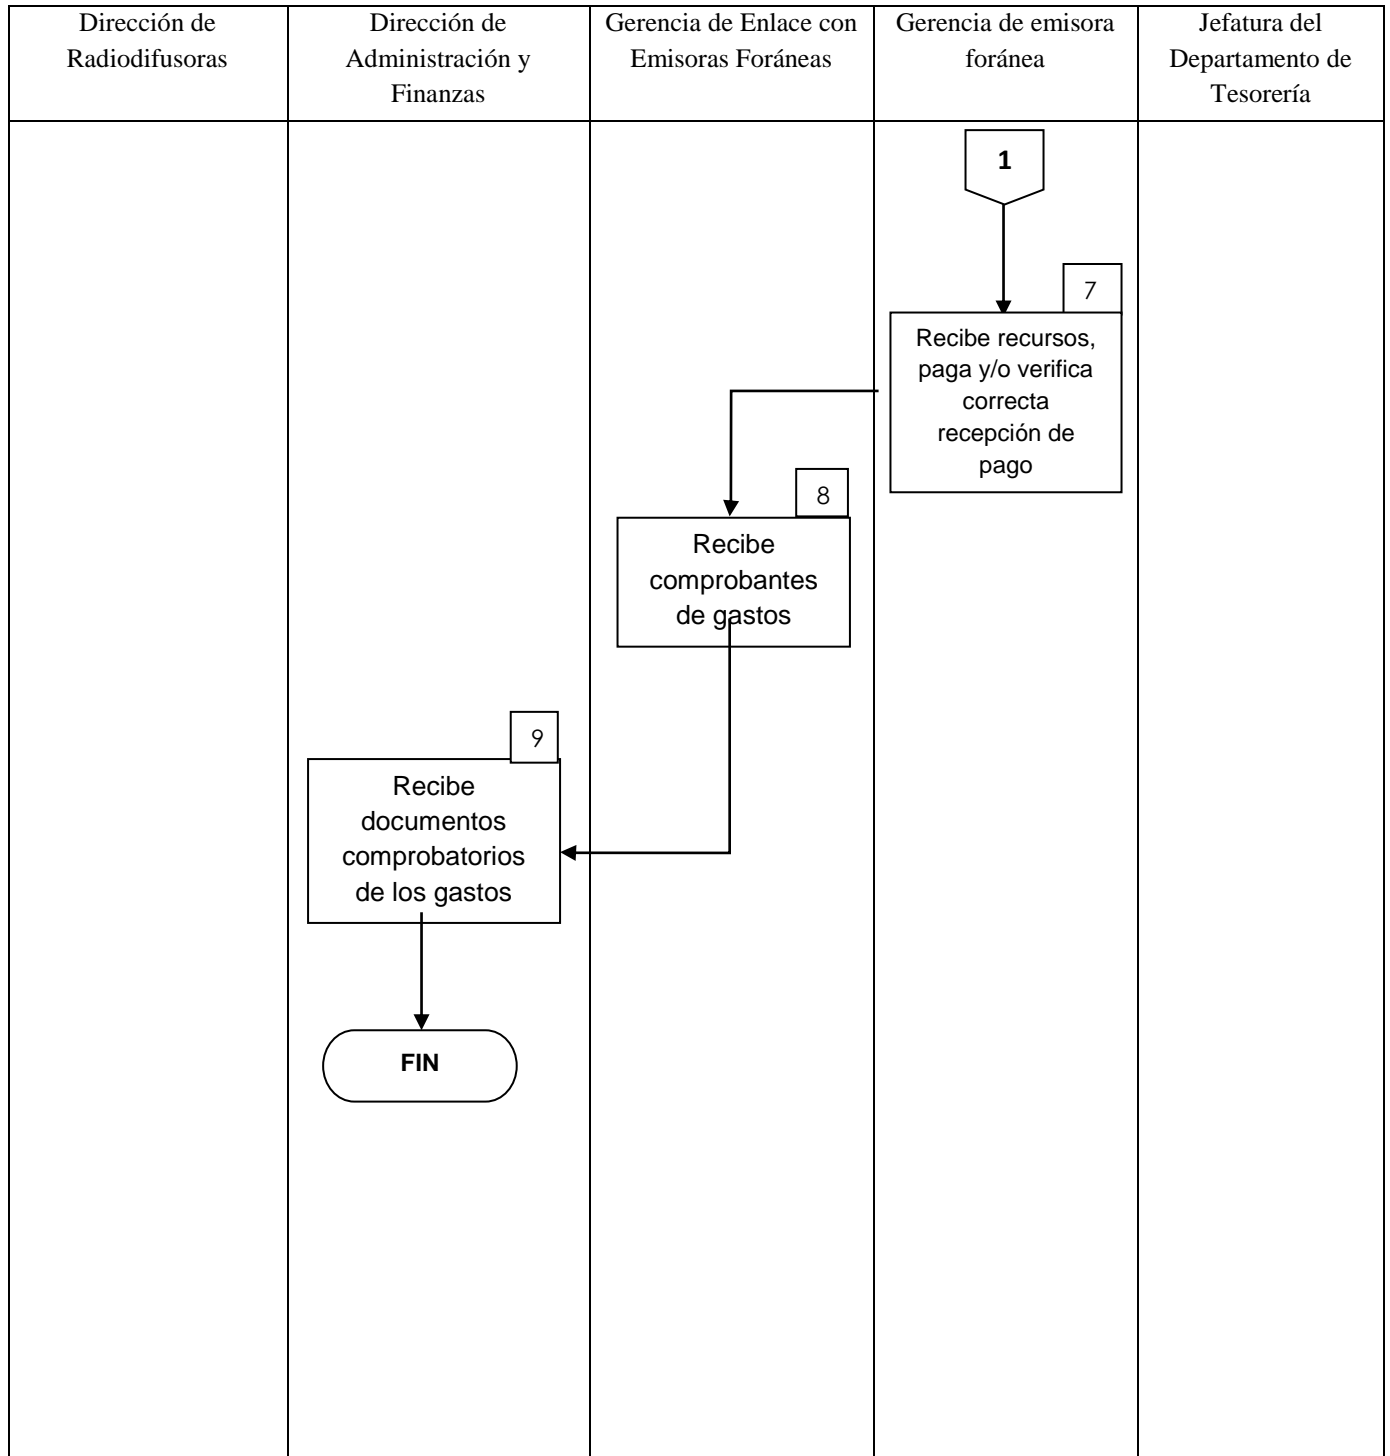 Dirección de
Radiodifusoras
Dirección de
Administración y
Finanzas
Gerencia de Enlace con
Emisoras Foráneas
Gerencia de emisora
foránea
Jefatura del
Departamento de
Tesorería
1
7
Recibe recursos,
paga y/o verifica
correcta
recepción de
pago
8
Recibe
comprobantes
de gastos
9
Recibe
documentos
comprobatorios
de los gastos
FIN